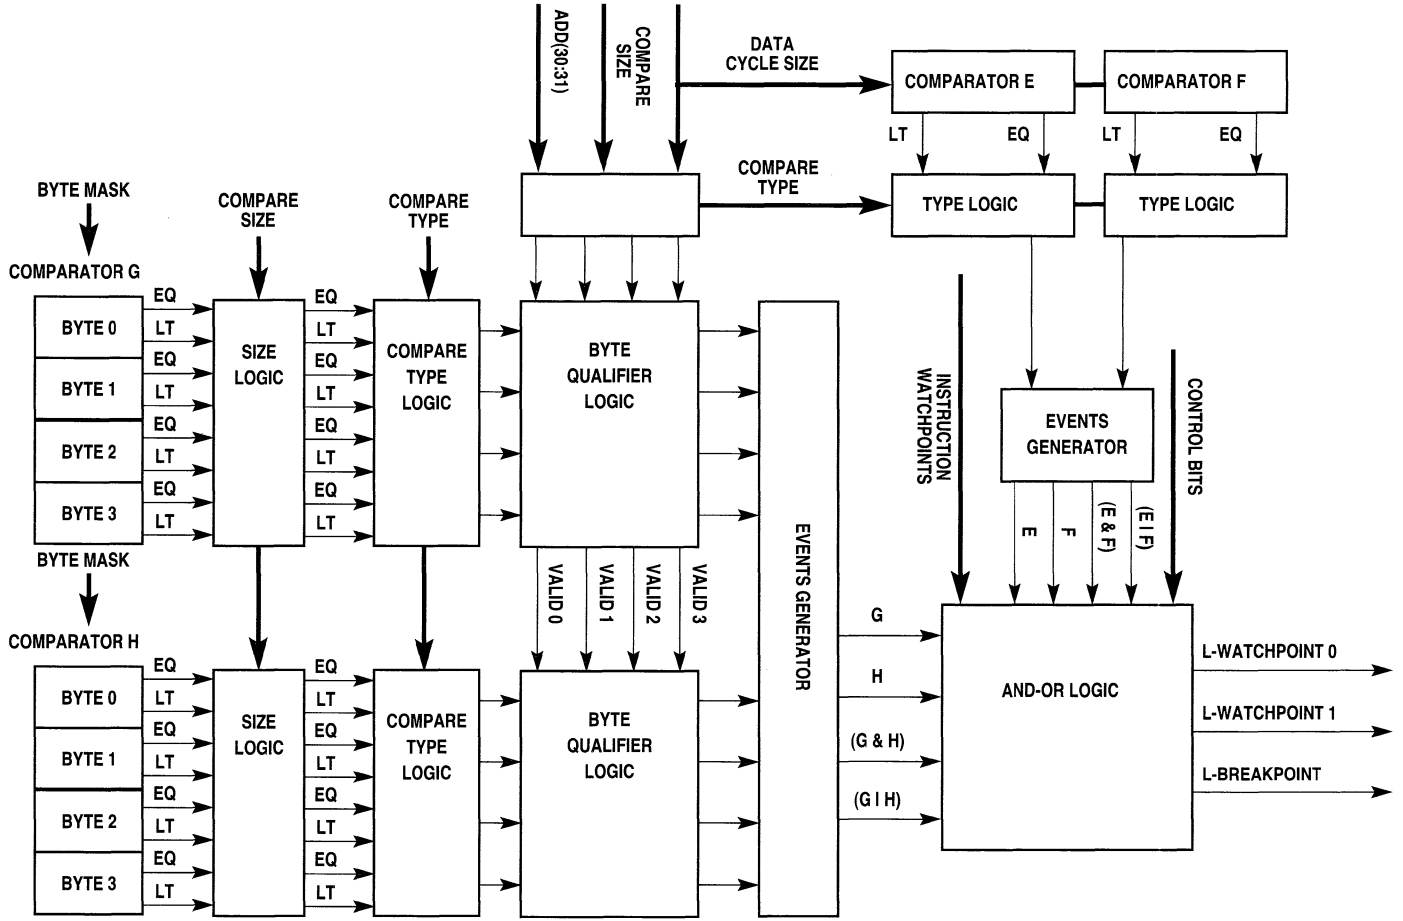 ADD(30:31)
COMPARE
SIZE
DATA
CYCLE SIZE
COMPARATOR E
COMPARATOR F
LT
EQ
LT
EQ
COMPARE
TYPE
TYPE LOGIC
TYPE LOGIC
BYTE MASK
COMPARE
SIZE
COMPARE
TYPE
COMPARATOR G
BYTE 0
BYTE 1
BYTE 2
BYTE 3
EQ
LT
EQ
LT
EQ
LT
EQ
LT
SIZE
LOGIC
EQ
LT
EQ
LT
EQ
LT
EQ
LT
COMPARE
TYPE
LOGIC
BYTE
QUALIFIER
LOGIC
INSTRUCTION
WATCHPOINTS
EVENTS
GENERATOR
CONTROL BITS
E
F
(E & F)
(E I F)
BYTE MASK
VALID 0
VALID 1
VALID 2
VALID 3
EVENTS GENERATOR
COMPARATOR H
BYTE 0
BYTE 1
BYTE 2
BYTE 3
EQ
LT
EQ
LT
EQ
LT
EQ
LT
SIZE
LOGIC
EQ
LT
EQ
LT
EQ
LT
EQ
LT
COMPARE
TYPE
LOGIC
BYTE
QUALIFIER
LOGIC
G
H
(G & H)
(G I H)
AND-OR LOGIC
L-WATCHPOINT 0
L-WATCHPOINT 1
L-BREAKPOINT